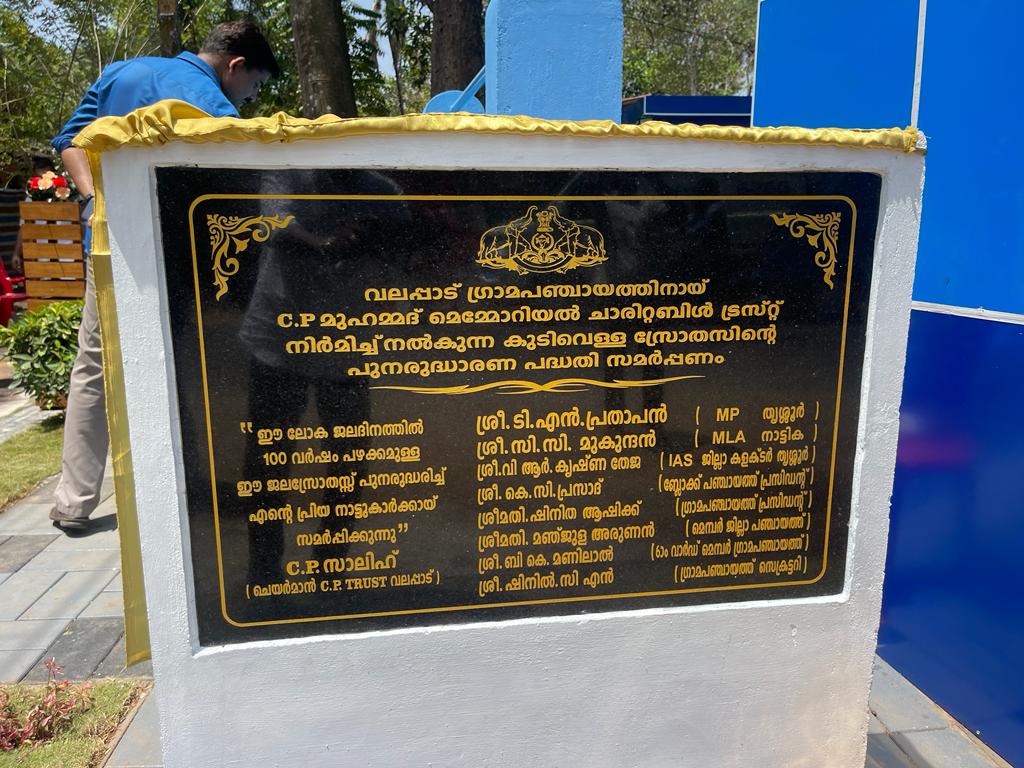 വലപ്പാട് ഗ്രാമപഞ്ചായത്തിനായ്
C.P മുഹമ്മദ് മെമ്മോറിയൽ ചാരിറ്റബിൾ ട്രസ്റ്റ്
നിർമിച്ച് നൽകുന്ന കുടിവെള്ള സ്രോതസിന്റെ
പുനരുദ്ധാരണ പദ്ധതി സമർപ്പണം
“ ഈ ലോക ജലദിനത്തിൽ
100 വർഷം പഴക്കമുള്ള
ഈ ജലസ്രോതസ്സ് പുനരുദ്ധരിച്ച്
എന്റെ പ്രിയ നാട്ടുകാർക്കായ്
സമർപ്പിക്കുന്നു ”
C.P. സാലിഹ്
( ചെയർമാൻ C.P. TRUST വലപ്പാട് )
ശ്രീ. ടി.എൻ.പ്രതാപൻ ( MP തൃശ്ശൂർ )
ശ്രീ. സി.സി. മുകുന്ദൻ ( MLA നാട്ടിക )
ശ്രീ.വി ആർ.കൃഷ്ണ തേജ (IAS ജില്ലാ കളക്ടർ തൃശ്ശൂർ)
ശ്രീ. കെ.സി.പ്രസാദ് (ബ്ലോക്ക് പഞ്ചായത്ത് പ്രസിഡന്റ്)
ശ്രീമതി. ഷിനിത ആഷിക്ക് (ഗ്രാമപഞ്ചായത്ത് പ്രസിഡന്റ്)
ശ്രീമതി. മഞ്ജുള അരുണൻ (മെമ്പർ ജില്ലാ പഞ്ചായത്ത്)
ശ്രീ. ബി കെ. മണിലാൽ വാർഡ് മെമ്പർ ഗ്രാമപഞ്ചായത്ത്)
ശ്രീ. ഷിനിൽ.സി എൻ (ഗ്രാമപഞ്ചായത്ത് സെക്രട്ടറി)